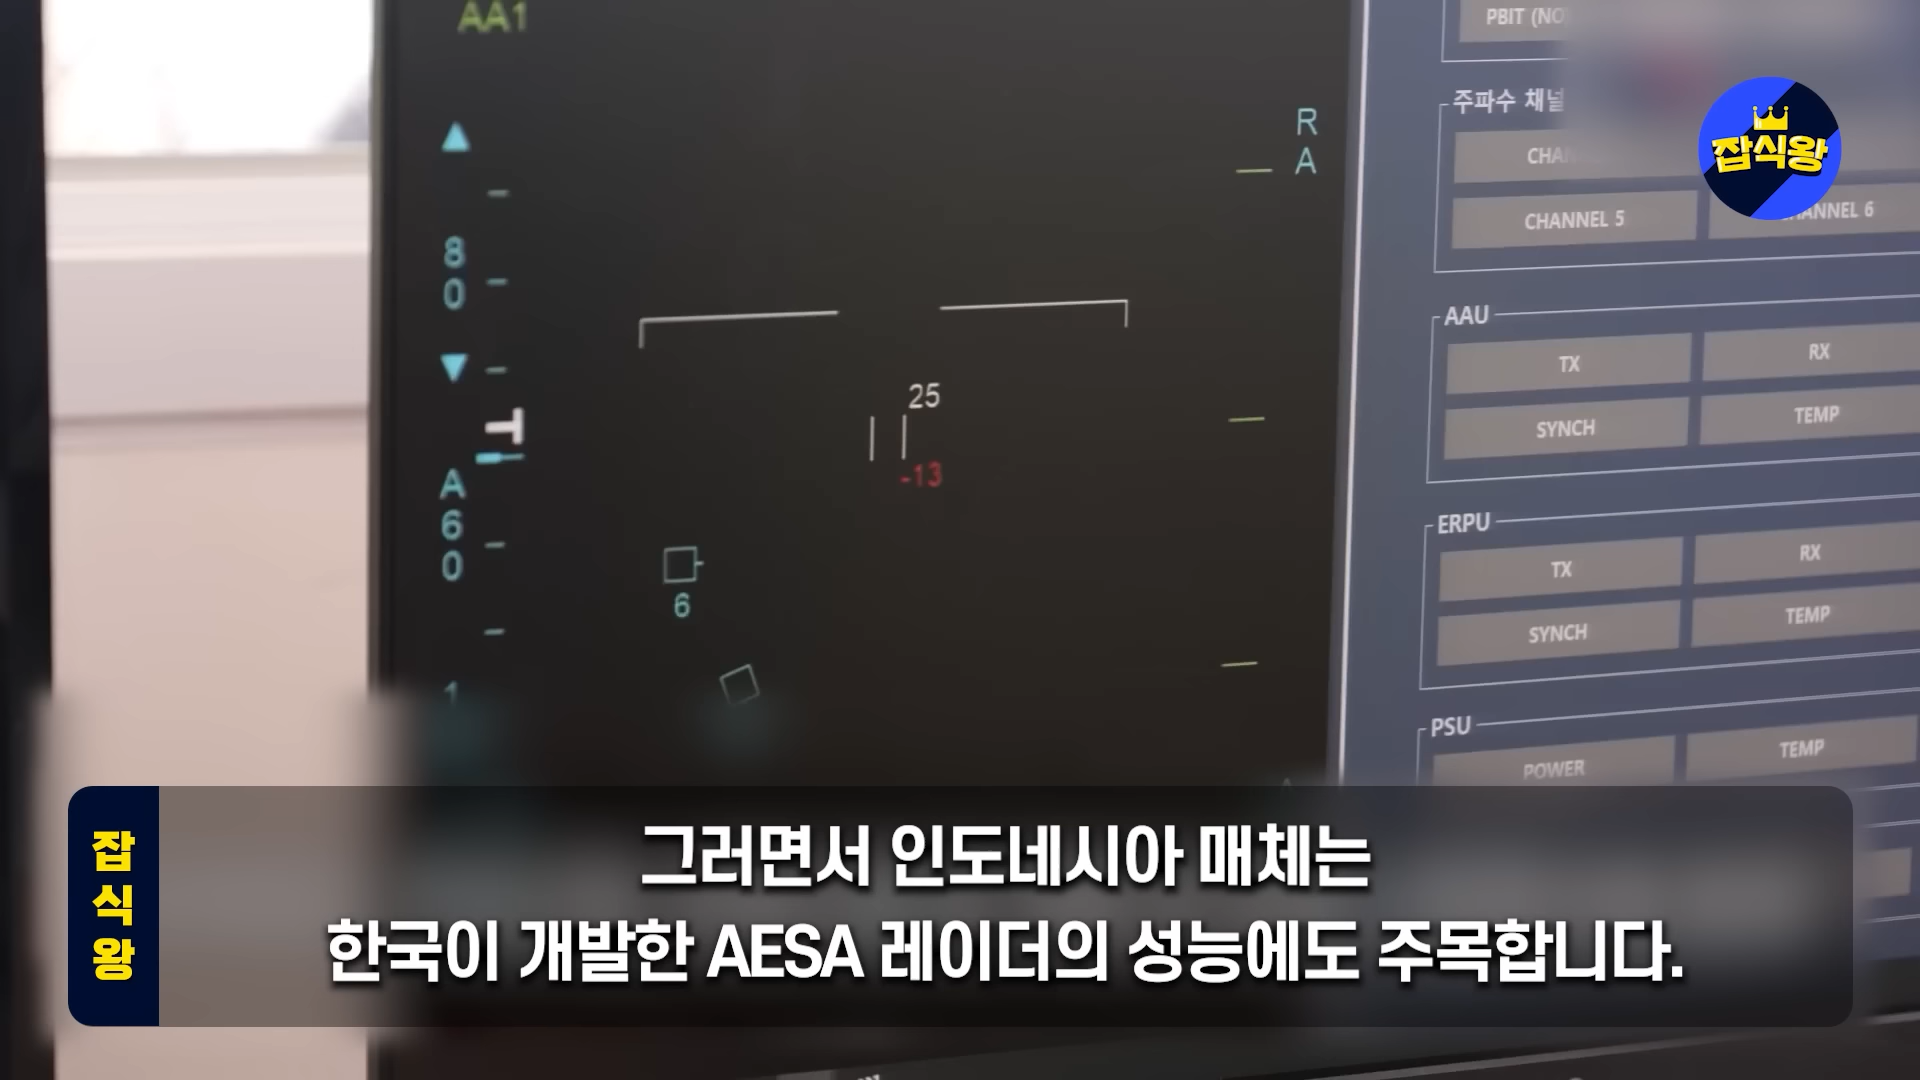 AA1
R
A
8
0
A
6
0
1
25
-13
6
PBIT
주파수 채널
CHANNEL 5
CHANNEL 6
AAU
TX
RX
SYNCH
TEMP
ERPU
TX
RX
SYNCH
TEMP
PSU
POWER
TEMP
잡식왕
잡
식
왕
그러면서 인도네시아 매체는
한국이 개발한 AESA 레이더의 성능에도 주목합니다.